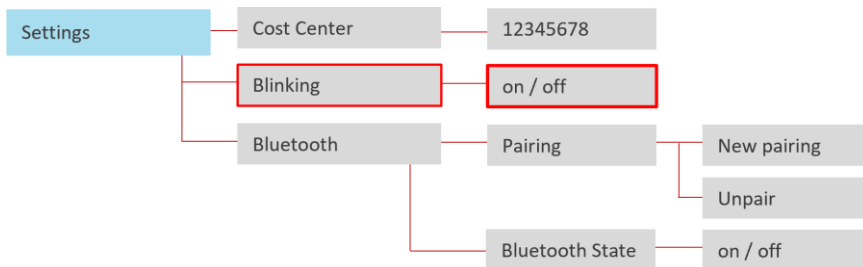 Settings
Cost Center
12345678
Blinking
on / off
Bluetooth
Pairing
New pairing
Unpair
Bluetooth State
on / off